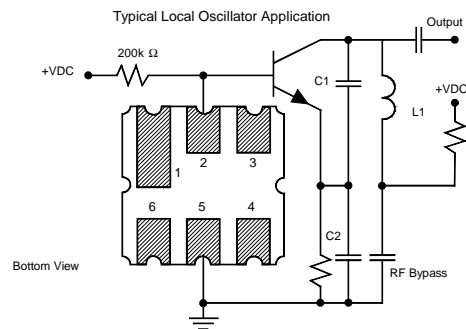 Typical Local Oscillator Application
Output
200k Ω
+VDC
C1
+VDC
L1
2
3
1
6
5
4
C2
Bottom View
RF Bypass